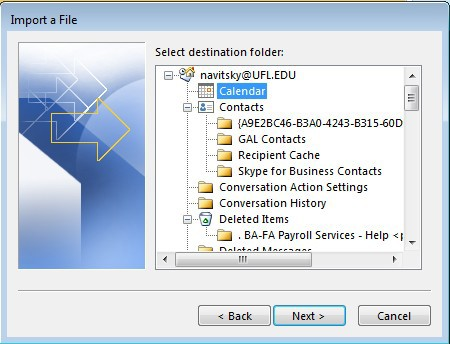 Import a File
Select destination folder:
navitsky@UFL.EDU
Calendar
Contacts
{A9E2BC46-B3A0-4243-B315-60D
GAL Contacts
Recipient Cache
Skype for Business Contacts
Conversation Action Settings
Conversation History
Deleted Items
. BA-FA Payroll Services - Help <p
Deleted Messages
< Back
Next >
Cancel